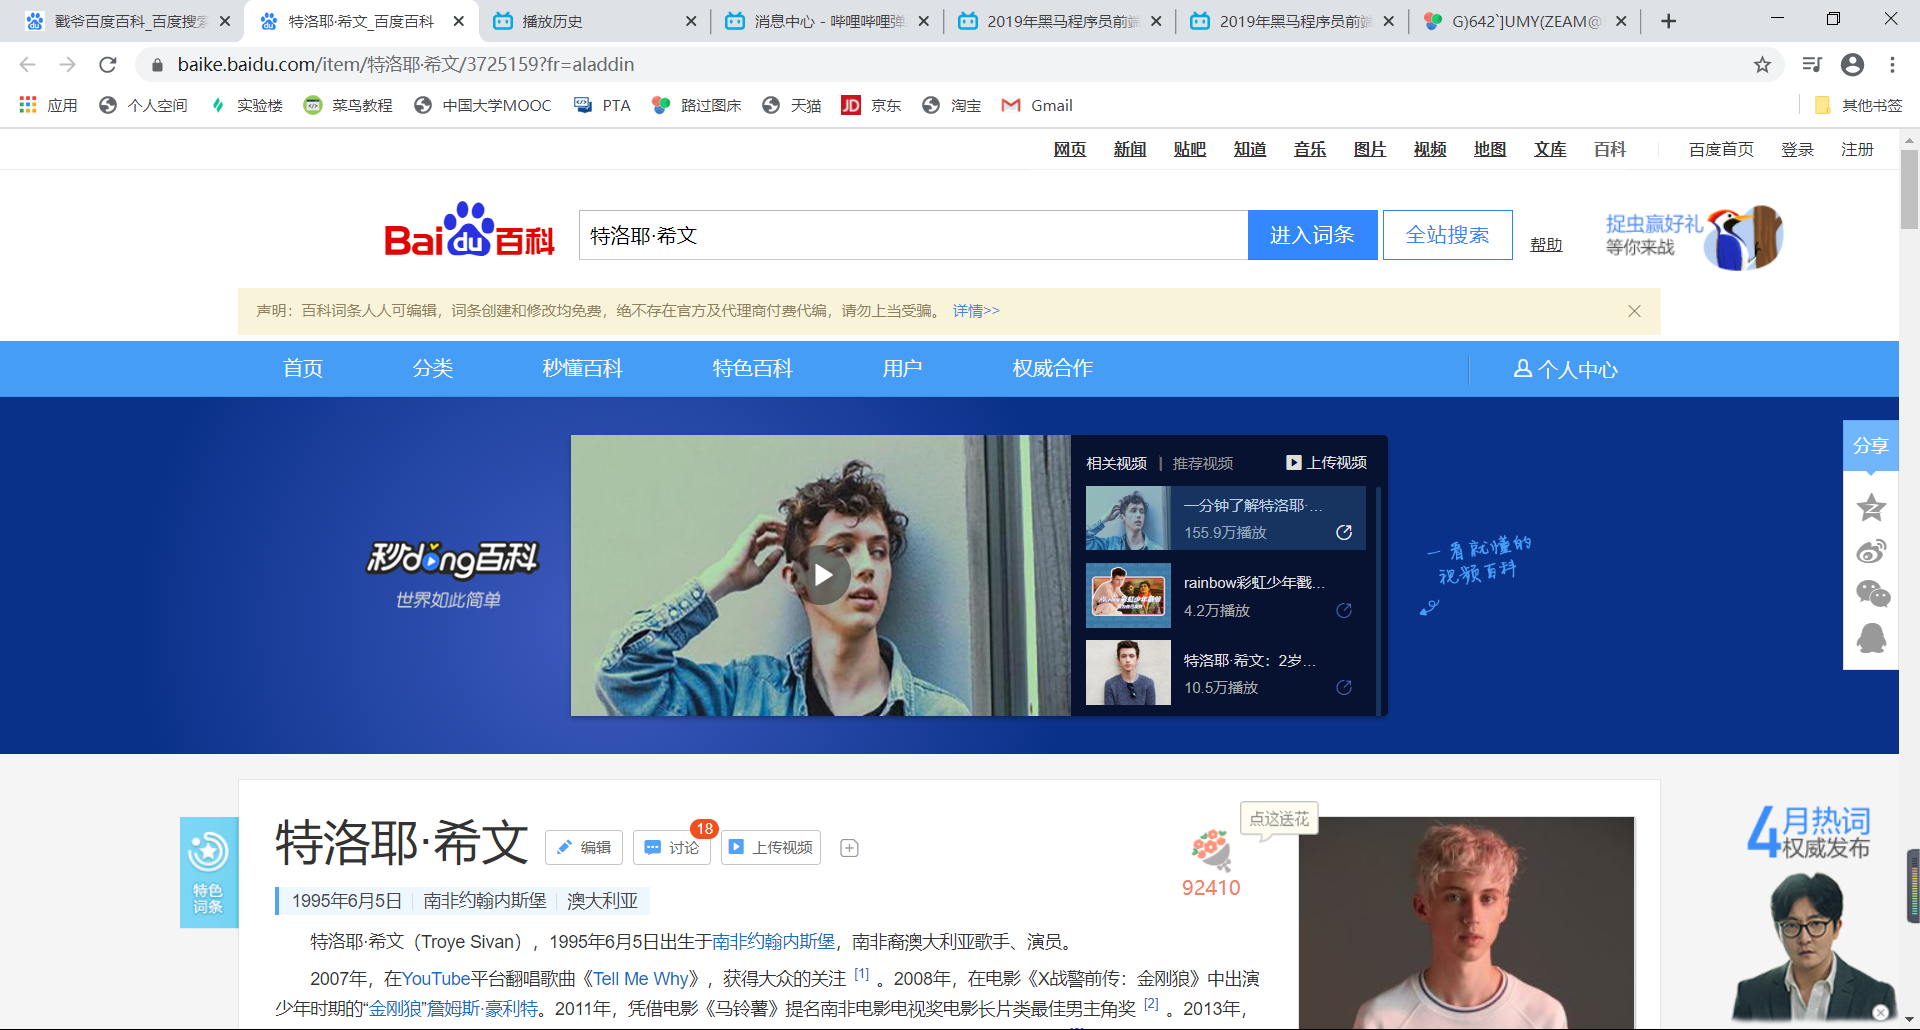 戳爷百度百科_百度搜索
特洛耶·希文_百度百科
播放历史
消息中心 - 哔哩哔哩弹
2019年黑马程序员前端
2019年黑马程序员前端
G)642`]UMY(ZEAM@
baike.baidu.com/item/特洛耶·希文/3725159?fr=aladdin
应用
个人空间
实验楼
菜鸟教程
中国大学MOOC
PTA
路过图床
天猫
京东
淘宝
Gmail
其他书签
网页 新闻 贴吧 知道 音乐 图片 视频 地图 文库 百科 百度首页 登录 注册
Bai du 百科
特洛耶·希文
进入词条
全站搜索
帮助
捉虫赢好礼
等你来战
声明：百科词条人人可编辑，词条创建和修改均免费，绝不存在官方及代理商付费代编，请勿上当受骗。 详情>>
首页 分类 秒懂百科 特色百科 用户 权威合作 个人中心
秒dǒng百科
世界如此简单
相关视频 | 推荐视频
上传视频
一分钟了解特洛耶·...
155.9万播放
rainbow彩虹少年戳...
4.2万播放
特洛耶·希文：2岁...
10.5万播放
一看就懂的
视频百科
分享
特色
词条
特洛耶·希文
编辑
讨论
18
上传视频
点这送花
92410
1995年6月5日 南非约翰内斯堡 澳大利亚
特洛耶·希文（Troye Sivan），1995年6月5日出生于南非约翰内斯堡，南非裔澳大利亚歌手、演员。
2007年，在YouTube平台翻唱歌曲《Tell Me Why》，获得大众的关注 [1] 。2008年，在电影《X战警前传：金刚狼》中出演
少年时期的“金刚狼”詹姆斯·豪利特。2011年，凭借电影《马铃薯》提名南非电影电视奖电影长片类最佳男主角奖 [2] 。2013年，
4月热词
权威发布